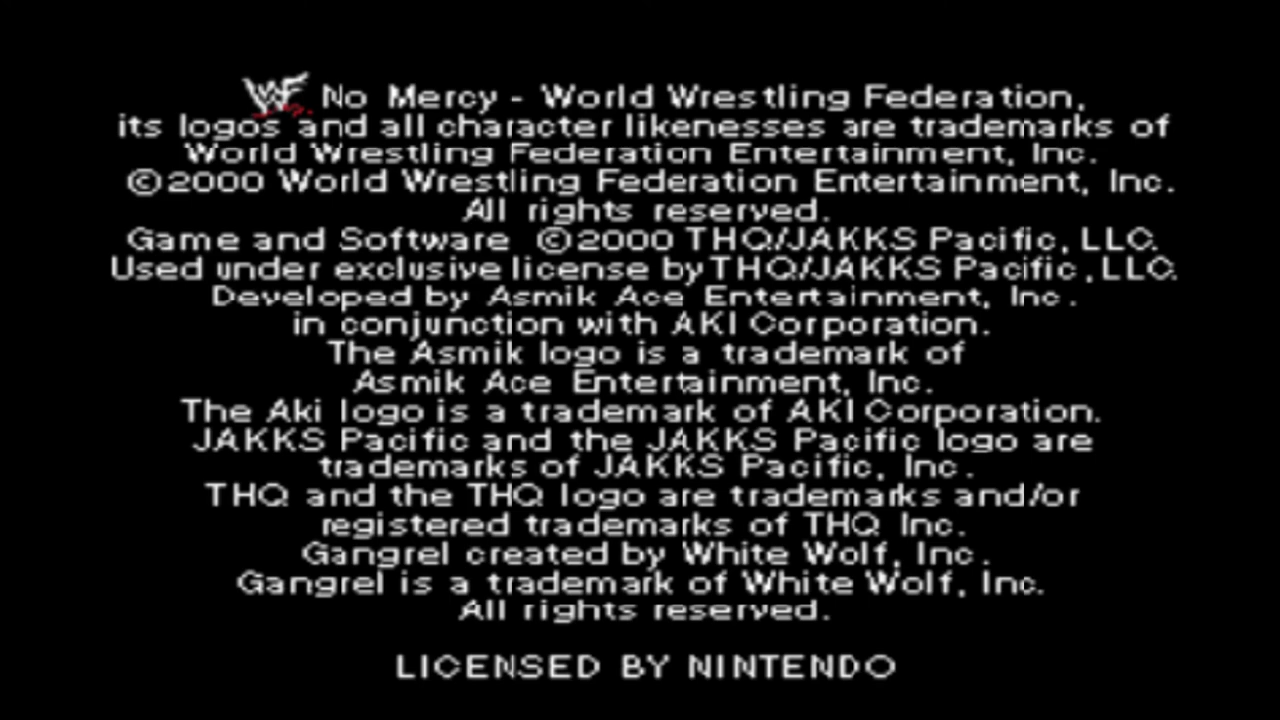 WF No Mercy - World Wrestling Federation,
its logos and all character likenesses are trademarks of
World Wrestling Federation Entertainment, Inc.
©2000 World Wrestling Federation Entertainment, Inc.
All rights reserved.
Game and Software ©2000 THQ/JAKKS Pacific, LLC.
Used under exclusive license by THQ/JAKKS Pacific, LLC.
Developed by Asmik Ace Entertainment, Inc.
in conjunction with AKI Corporation.
The Asmik logo is a trademark of
Asmik Ace Entertainment, Inc.
The Aki logo is a trademark of AKI Corporation.
JAKKS Pacific and the JAKKS Pacific logo are
trademarks of JAKKS Pacific, Inc.
THQ and the THQ logo are trademarks and/or
registered trademarks of THQ Inc.
Gangrel created by White Wolf, Inc.
Gangrel is a trademark of White Wolf, Inc.
All rights reserved.
LICENSED BY NINTENDO